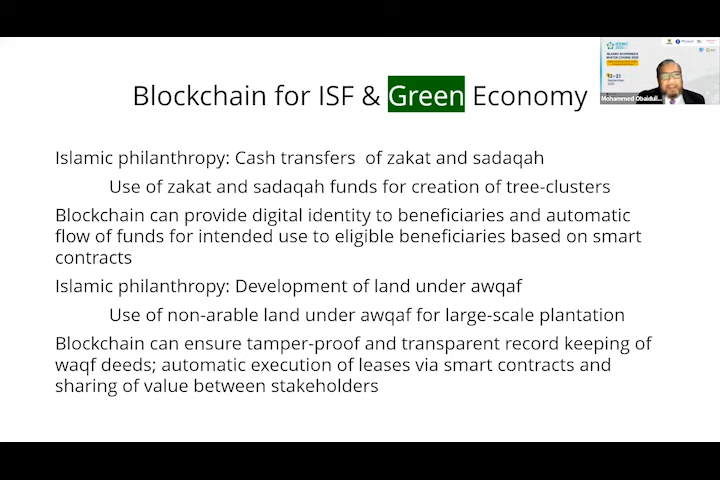 Blockchain for ISF & Green Economy
Islamic philanthropy: Cash transfers of zakat and sadaqah
Use of zakat and sadaqah funds for creation of tree-clusters
Blockchain can provide digital identity to beneficiaries and automatic
flow of funds for intended use to eligible beneficiaries based on smart
contracts
Islamic philanthropy: Development of land under awqaf
Use of non-arable land under awqaf for large-scale plantation
Blockchain can ensure tamper-proof and transparent record keeping of
waqf deeds; automatic execution of leases via smart contracts and
sharing of value between stakeholders
Mohammed Obaidul...